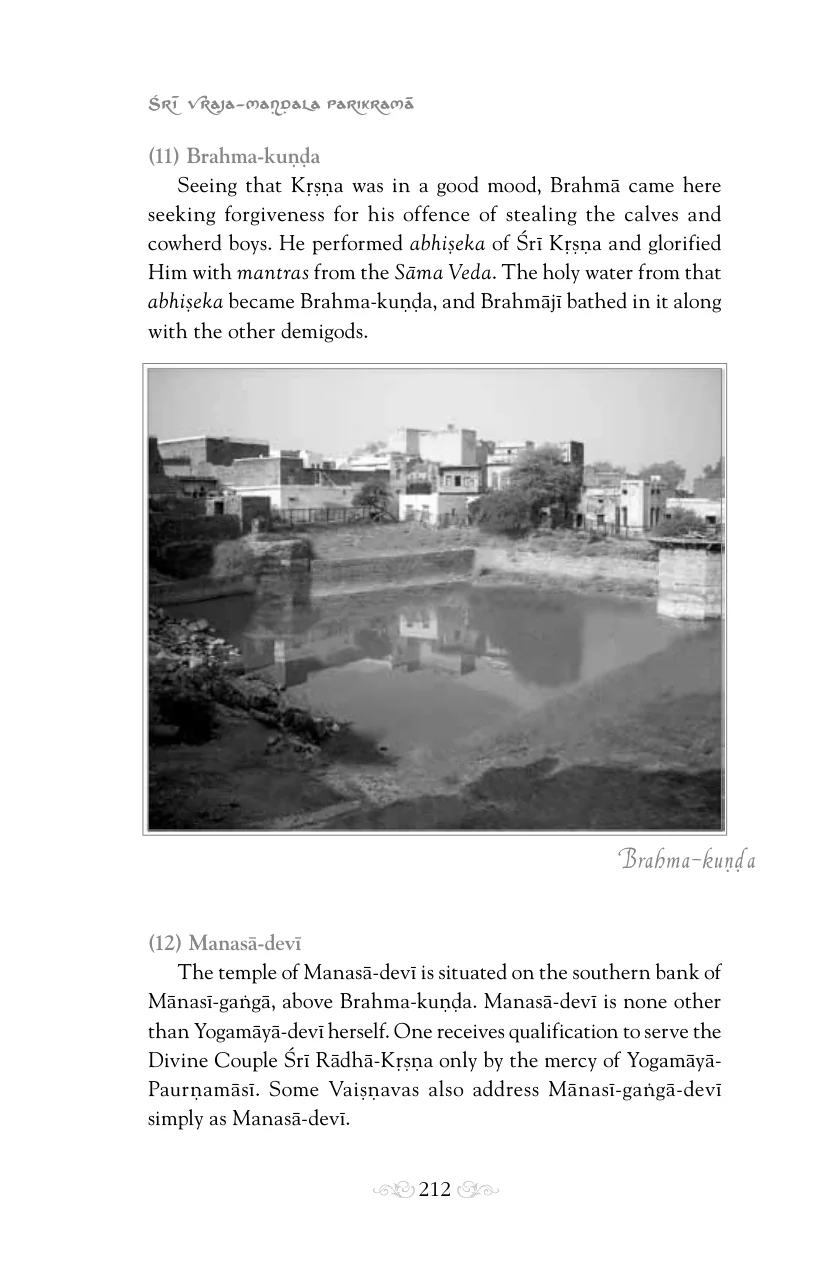 Śrī Vraja-maṇḍala Parikramā
(11) Brahma-kuṇḍa
Seeing that Kṛṣṇa was in a good mood, Brahmā came here
seeking forgiveness for his offence of stealing the calves and
cowherd boys. He performed abhiṣeka of Śrī Kṛṣṇa and glorified
Him with mantras from the Sāma Veda. The holy water from that
abhiṣeka became Brahma-kuṇḍa, and Brahmājī bathed in it along
with the other demigods.
Brahma-kuṇḍa
(12) Manasā-devī
The temple of Manasā-devī is situated on the southern bank of
Mānasī-gaṅgā, above Brahma-kuṇḍa. Manasā-devī is none other
than Yogamāyā-devī herself. One receives qualification to serve the
Divine Couple Śrī Rādhā-Kṛṣṇa only by the mercy of Yogamāyā-
Paurṇamāsī. Some Vaiṣṇavas also address Mānasī-gaṅgā-devī
simply as Manasā-devī.
212